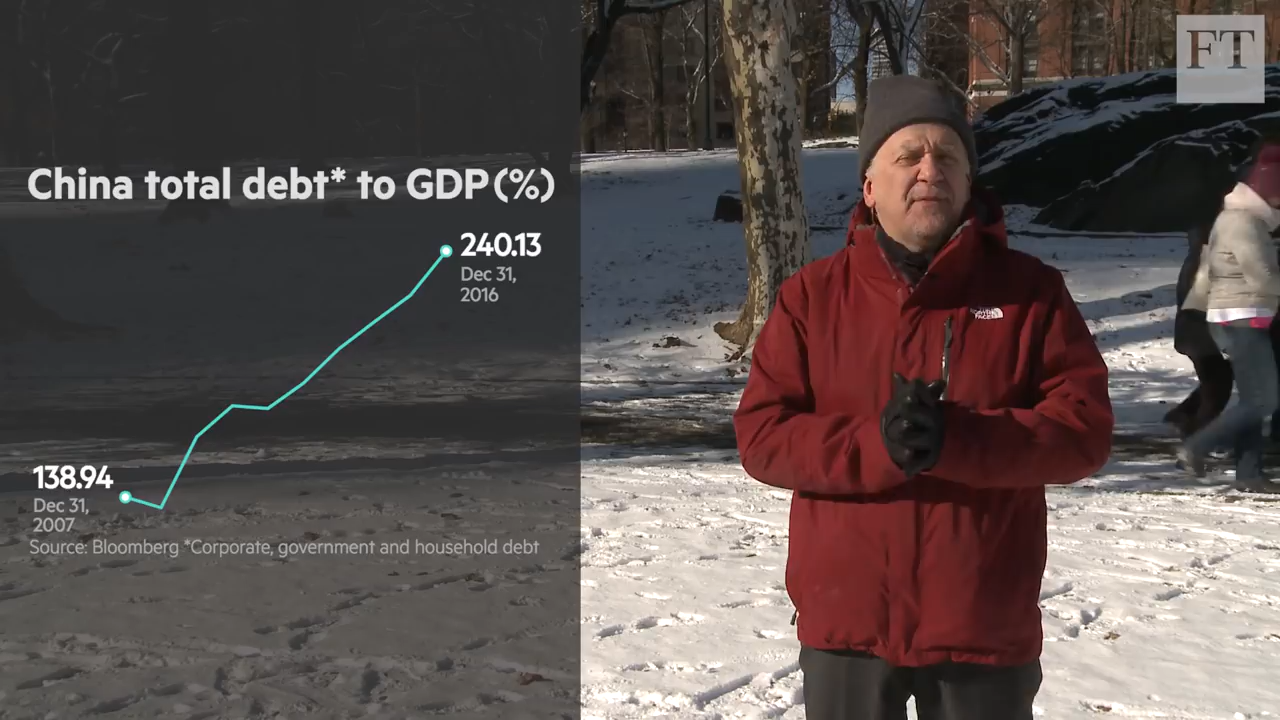 FT
China total debt* to GDP(%)
240.13
Dec 31,
2016
138.94
Dec 31,
2007
Source: Bloomberg *Corporate, government and household debt
THE
NORTH
FACE